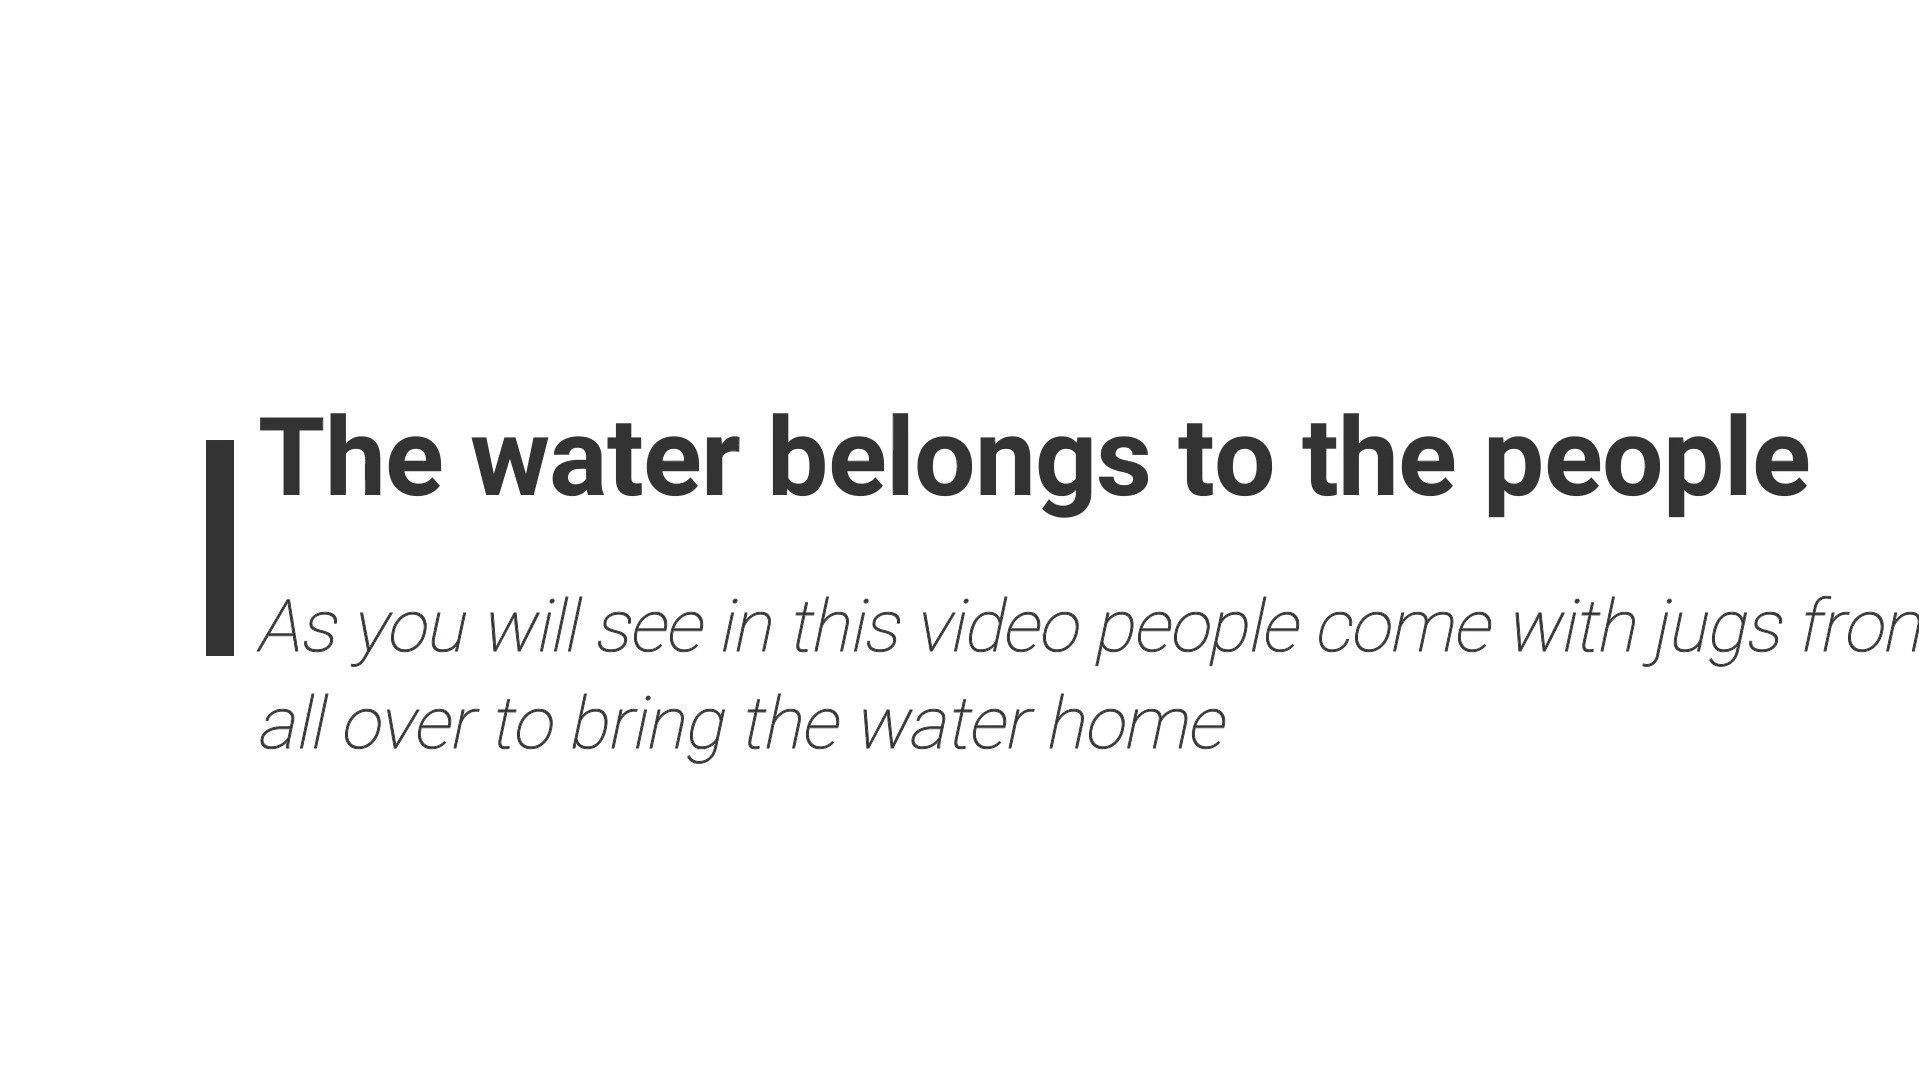 The water belongs to the people
As you will see in this video people come with jugs from
all over to bring the water home